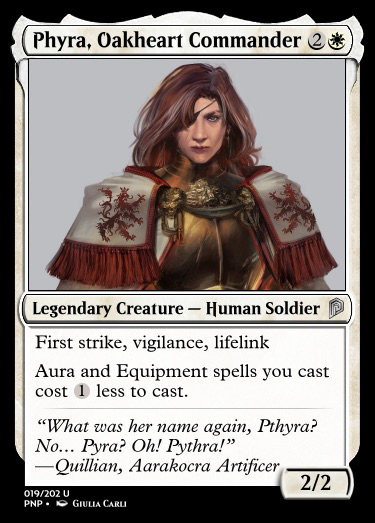 Phyra, Oakheart Commander 2
Legendary Creature — Human Soldier
First strike, vigilance, lifelink
Aura and Equipment spells you cast
cost 1 less to cast.
“What was her name again, Pthyra?
No… Pyra? Oh! Pythra!”
—Quillian, Aarakocra Artificer
2/2
019/202 U
PNP • Giulia Carli